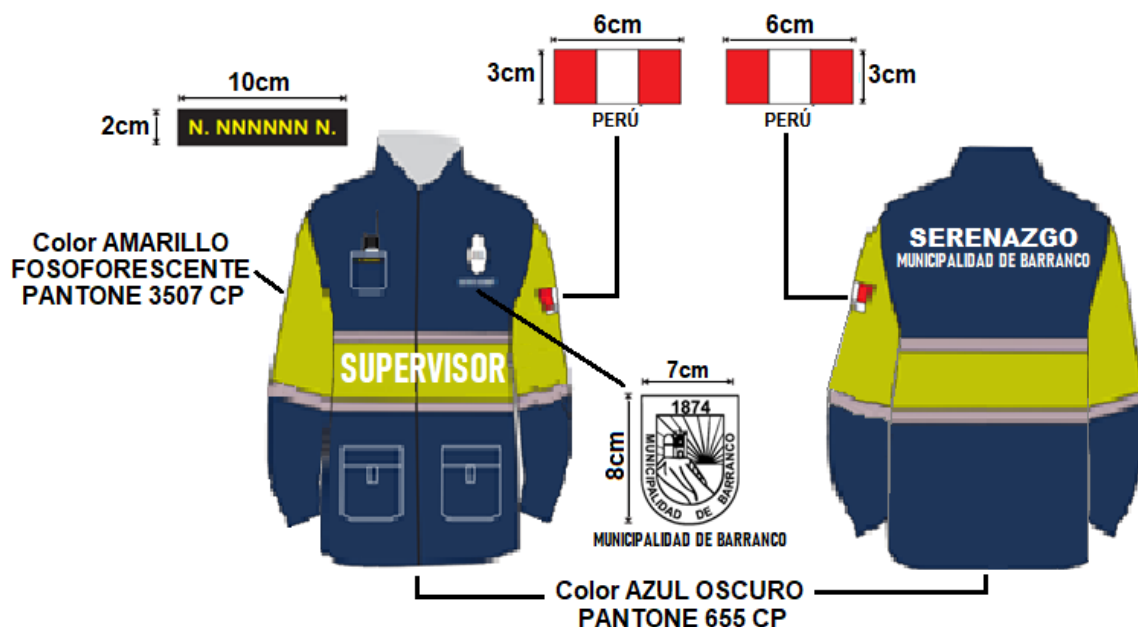 6cm
6cm
3cm
3cm
PERÚ
PERÚ
10cm
2cm
N. NNNNNN N.
Color AMARILLO
FOSOFORESCENTE
PANTONE 3507 CP
SERENAZGO
MUNICIPALIDAD DE BARRANCO
SUPERVISOR
7cm
8cm
1874
MUNICIPALIDAD DE BARRANCO
MUNICIPALIDAD DE BARRANCO
Color AZUL OSCURO
PANTONE 655 CP